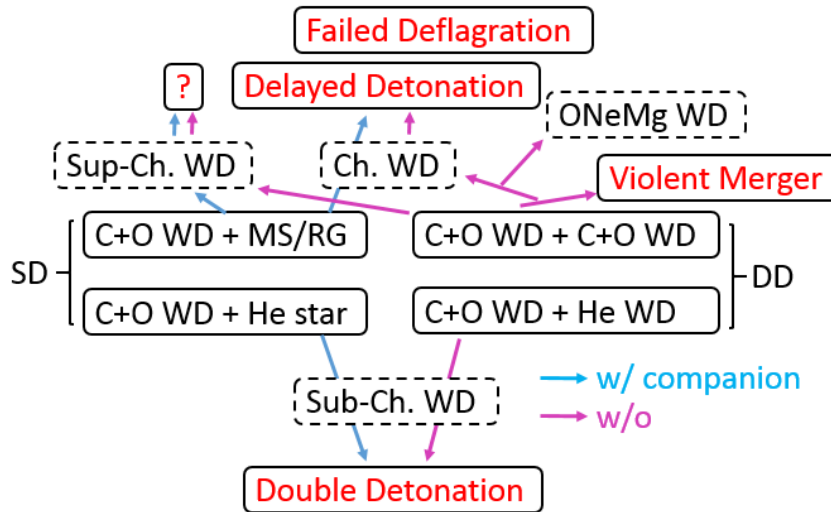 Failed Deflagration
?
Delayed Detonation
ONeMg WD
Sup-Ch. WD
Ch. WD
Violent Merger
C+O WD + MS/RG
C+O WD + C+O WD
SD
DD
C+O WD + He star
C+O WD + He WD
w/ companion
Sub-Ch. WD
w/o
Double Detonation